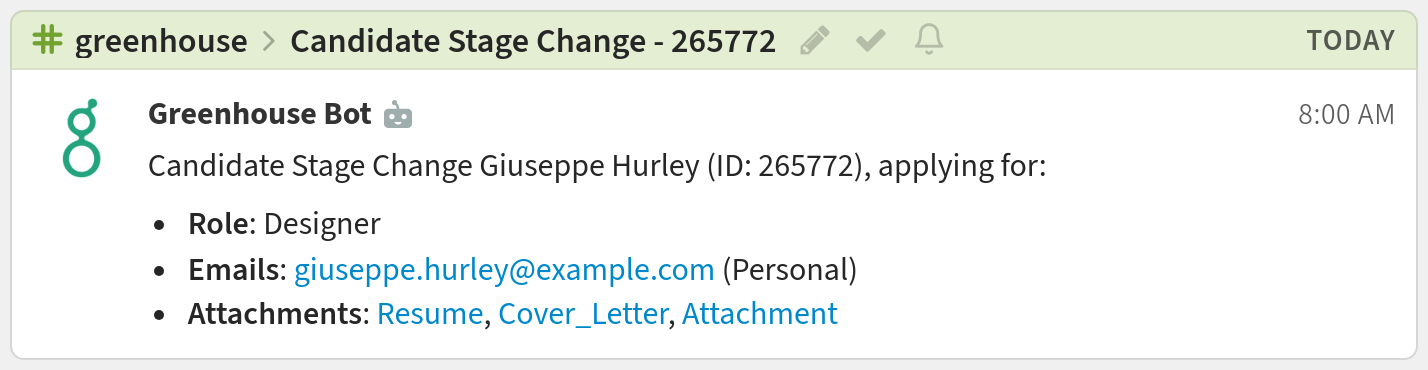 # greenhouse > Candidate Stage Change - 265772 TODAY
Greenhouse Bot 8:00 AM
Candidate Stage Change Giuseppe Hurley (ID: 265772), applying for:
• Role: Designer
• Emails: giuseppe.hurley@example.com (Personal)
• Attachments: Resume, Cover_Letter, Attachment